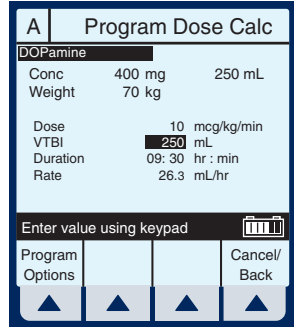 A Program Dose Calc
DOPamine
Conc 400 mg 250 mL
Weight 70 kg
Dose 10 mcg/kg/min
VTBI 250 mL
Duration 09: 30 hr : min
Rate 26.3 mL/hr
Enter value using keypad
Program Options
Cancel/ Back